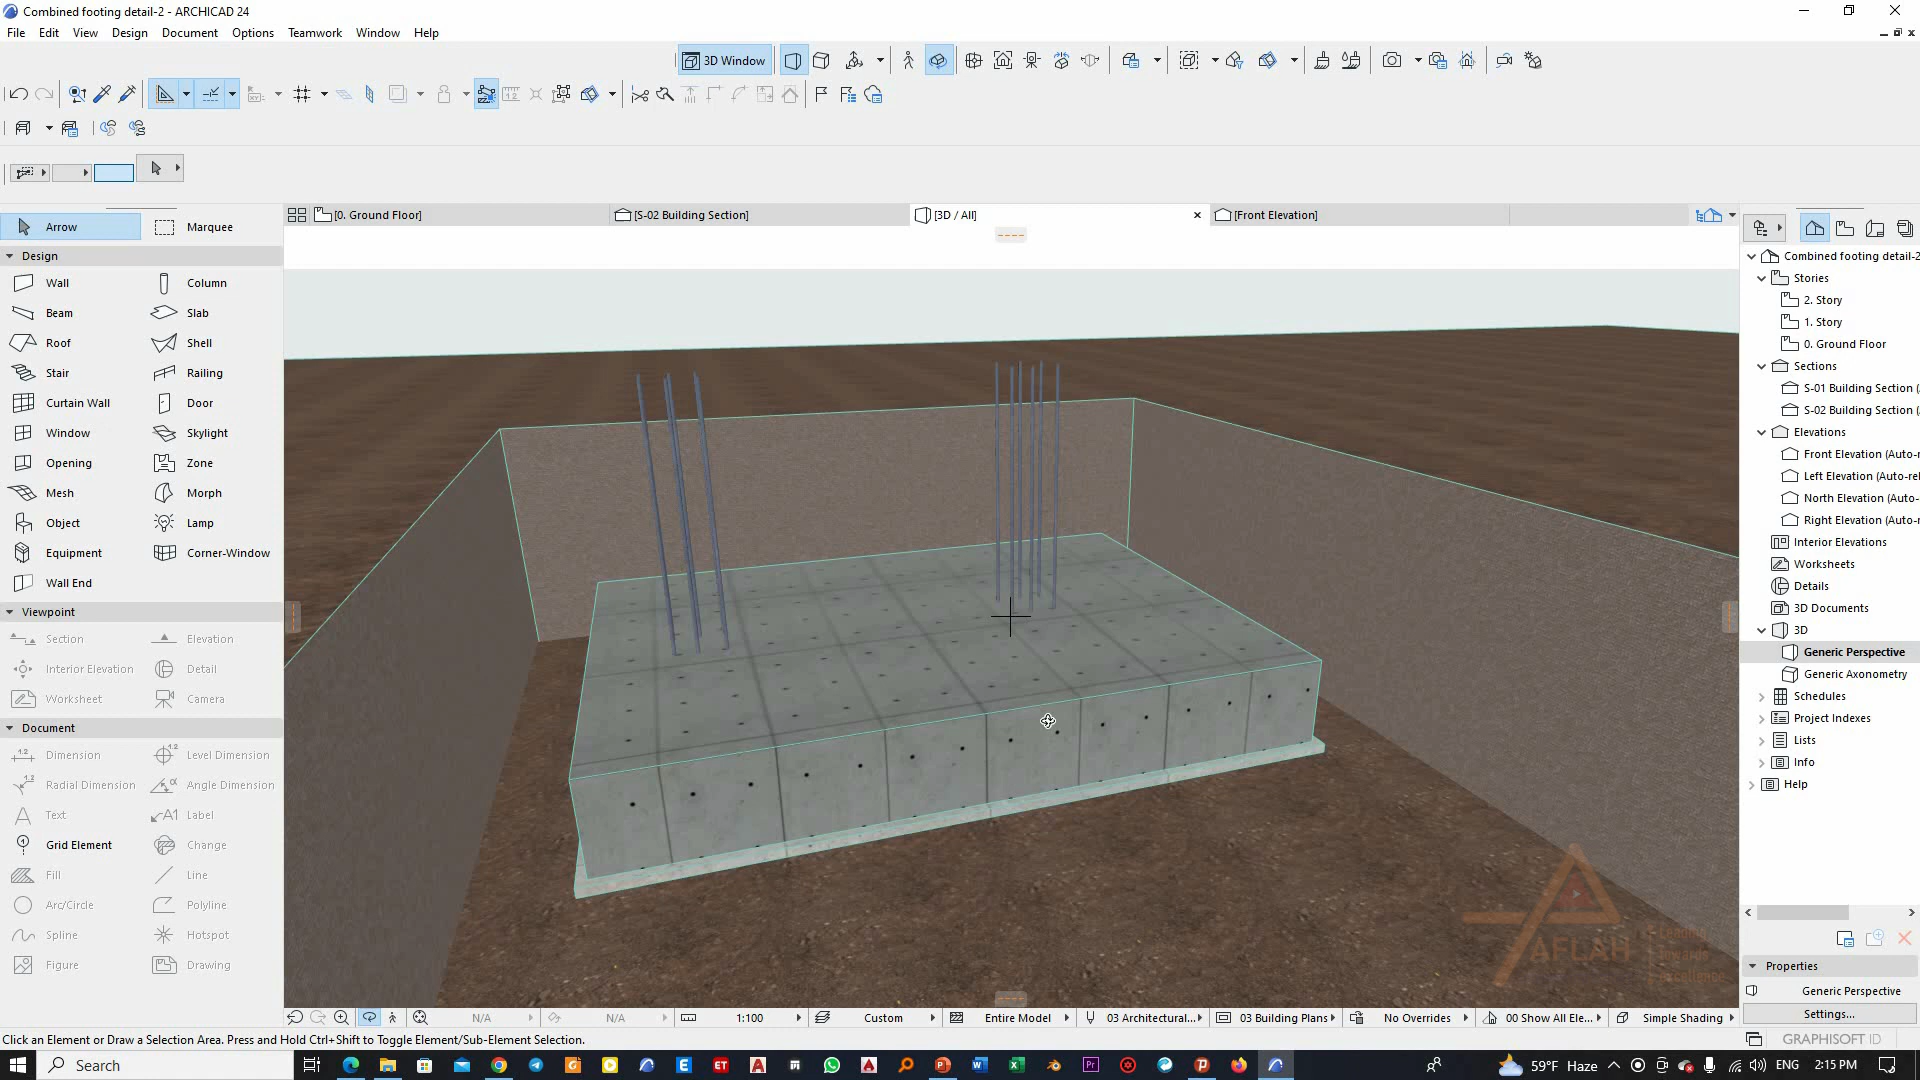 Combined footing detail-2 - ARCHICAD 24
File Edit View Design Document Options Teamwork Window Help
3D Window
[0. Ground Floor]
[S-02 Building Section]
[3D / All]
[Front Elevation]
Arrow
Marquee
Design
Wall
Column
Beam
Slab
Roof
Shell
Stair
Railing
Curtain Wall
Door
Window
Skylight
Opening
Zone
Mesh
Morph
Object
Lamp
Equipment
Corner-Window
Wall End
Viewpoint
Section
Elevation
Interior Elevation
Detail
Worksheet
Camera
Document
Dimension
Level Dimension
Radial Dimension
Angle Dimension
Text
Label
Grid Element
Change
Fill
Line
Arc/Circle
Polyline
Spline
Hotspot
Figure
Drawing
Combined footing detail-2
Stories
2. Story
1. Story
0. Ground Floor
Sections
S-01 Building Section (
S-02 Building Section (
Elevations
Front Elevation (Auto-r
Left Elevation (Auto-rel
North Elevation (Auto-
Right Elevation (Auto-r
Interior Elevations
Worksheets
Details
3D Documents
3D
Generic Perspective
Generic Axonometry
Schedules
Project Indexes
Lists
Info
Help
AFLAH
Leading
Towards
Excellence
Properties
Generic Perspective
Settings...
N/A
N/A
1:100
Custom
Entire Model
03 Architectural...
03 Building Plans
No Overrides
00 Show All Ele...
Simple Shading
Click an Element or Draw a Selection Area. Press and Hold Ctrl+Shift to Toggle Element/Sub-Element Selection.
GRAPHISOFT ID
Search
59°F Haze
ENG
2:15 PM